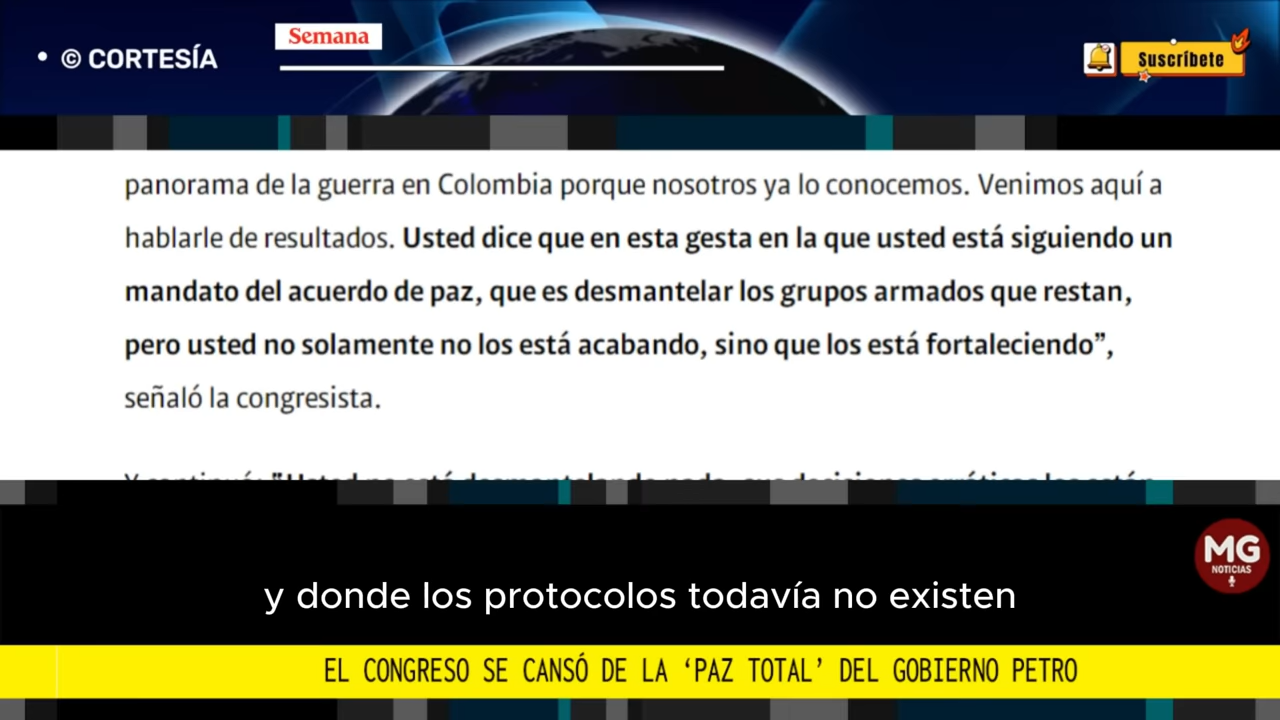 • © CORTESÍA
Semana
Suscríbete
panorama de la guerra en Colombia porque nosotros ya lo conocemos. Venimos aquí a
hablarle de resultados. Usted dice que en esta gesta en la que usted está siguiendo un
mandato del acuerdo de paz, que es desmantelar los grupos armados que restan,
pero usted no solamente no los está acabando, sino que los está fortaleciendo”,
señaló la congresista.
MG
NOTICIAS
y donde los protocolos todavía no existen
EL CONGRESO SE CANSÓ DE LA ‘PAZ TOTAL’ DEL GOBIERNO PETRO